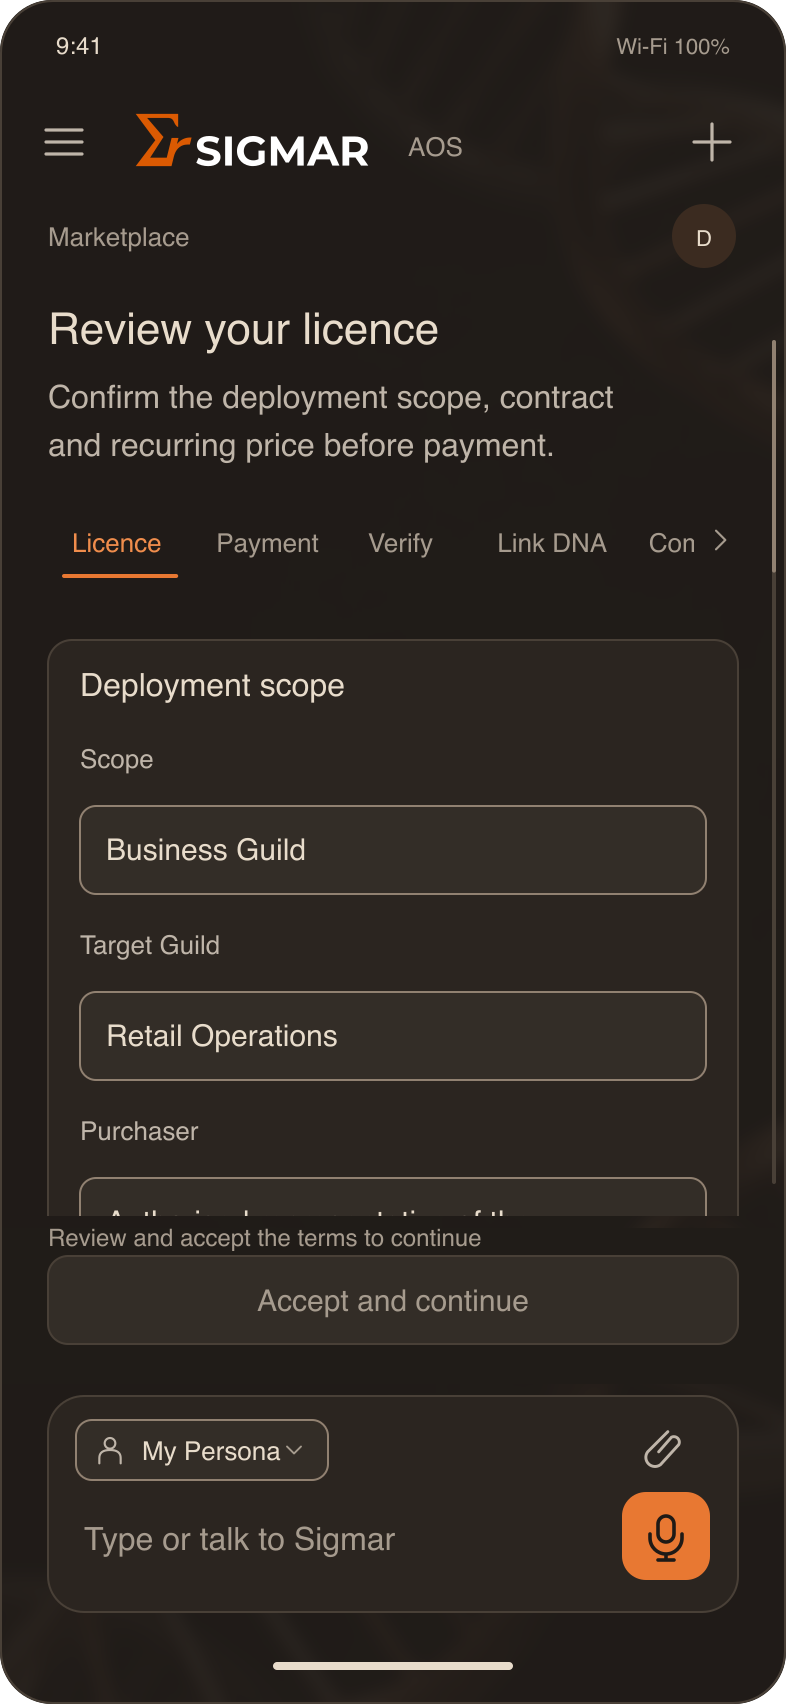 9:41
Wi-Fi 100%
Σr SIGMAR AOS
Marketplace
D
Review your licence
Confirm the deployment scope, contract
and recurring price before payment.
Licence Payment Verify Link DNA Con
Deployment scope
Scope
Business Guild
Target Guild
Retail Operations
Purchaser
Review and accept the terms to continue
Accept and continue
My Persona
Type or talk to Sigmar